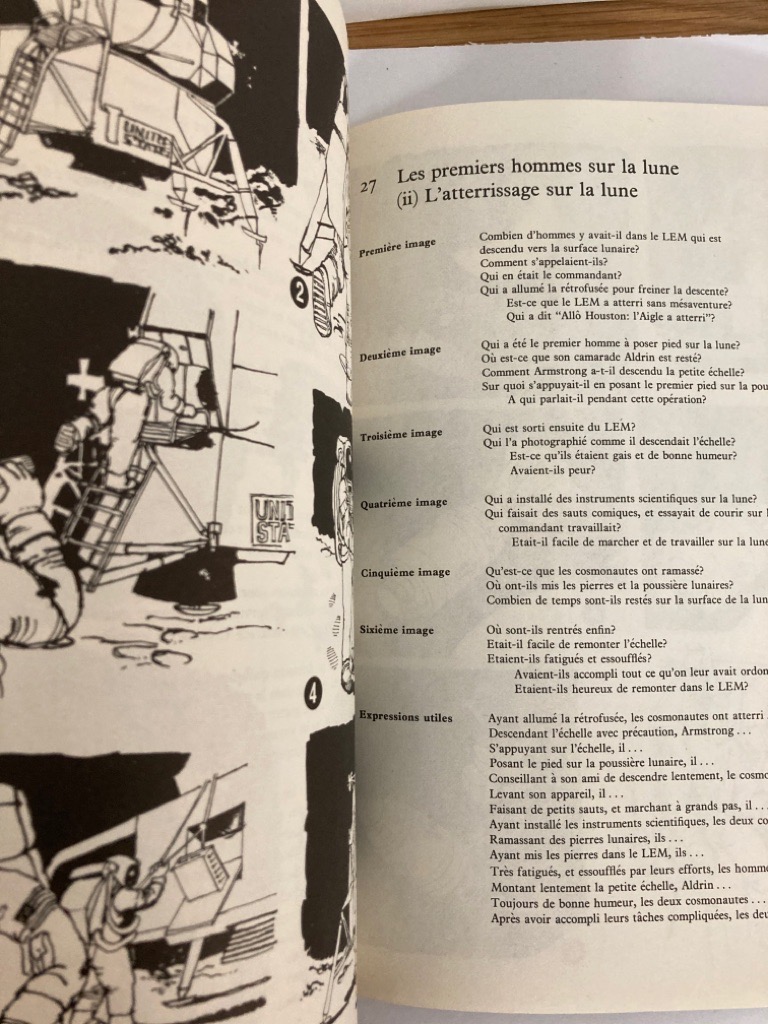 UNITED
STATE
2
UNIT
STA
4
27 Les premiers hommes sur la lune
(ii) L'atterrissage sur la lune
Première image Combien d'hommes y avait-il dans le LEM qui est
descendu vers la surface lunaire?
Comment s'appelaient-ils?
Qui en était le commandant?
Qui a allumé la rétrofusée pour freiner la descente?
Est-ce que le LEM a atterri sans mésaventure?
Qui a dit "Allô Houston: l'Aigle a atterri"?
Deuxième image Qui a été le premier homme à poser pied sur la lune?
Où est-ce que son camarade Aldrin est resté?
Comment Armstrong a-t-il descendu la petite échelle?
Sur quoi s'appuyait-il en posant le premier pied sur la pou
A qui parlait-il pendant cette opération?
Troisième image Qui est sorti ensuite du LEM?
Qui l'a photographié comme il descendait l'échelle?
Est-ce qu'ils étaient gais et de bonne humeur?
Avaient-ils peur?
Quatrième image Qui a installé des instruments scientifiques sur la lune?
Qui faisait des sauts comiques, et essayait de courir sur l
commandant travaillait?
Etait-il facile de marcher et de travailler sur la lune
Cinquième image Qu'est-ce que les cosmonautes ont ramassé?
Où ont-ils mis les pierres et la poussière lunaires?
Combien de temps sont-ils restés sur la surface de la lun
Sixième image Où sont-ils rentrés enfin?
Etait-il facile de remonter l'échelle?
Etaient-ils fatigués et essoufflés?
Avaient-ils accompli tout ce qu'on leur avait ordon
Etaient-ils heureux de remonter dans le LEM?
Expressions utiles Ayant allumé la rétrofusée, les cosmonautes ont atterri .
Descendant l'échelle avec précaution, Armstrong . . .
S'appuyant sur l'échelle, il . . .
Posant le pied sur la poussière lunaire, il . . .
Conseillant à son ami de descendre lentement, le cosmo
Levant son appareil, il . . .
Faisant de petits sauts, et marchant à grands pas, il . . .
Ayant installé les instruments scientifiques, les deux co
Ramassant des pierres lunaires, ils . . .
Ayant mis les pierres dans le LEM, ils . . .
Très fatigués, et essoufflés par leurs efforts, les homme
Montant lentement la petite échelle, Aldrin . . .
Toujours de bonne humeur, les deux cosmonautes . . .
Après avoir accompli leurs tâches compliquées, les deu